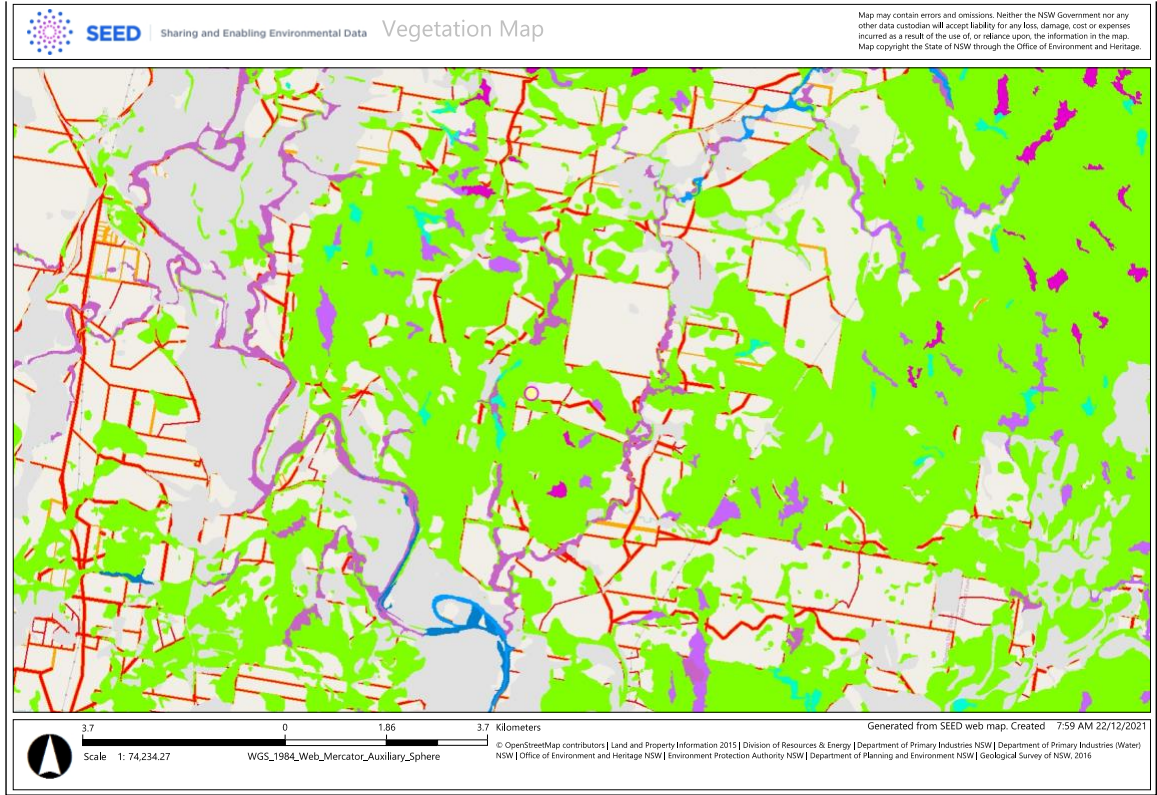 SEED
Sharing and Enabling Environmental Data
Vegetation Map
Map may contain errors and omissions. Neither the NSW Government nor any
other data custodian will accept liability for any loss, damage, cost or expenses
incurred as a result of the use of, or reliance upon, the information in the map.
Map copyright the State of NSW through the Office of Environment and Heritage.
3.7 0 1.86 3.7 Kilometers
Scale 1: 74,234.27 WGS_1984_Web_Mercator_Auxiliary_Sphere
Generated from SEED web map. Created 7:59 AM 22/12/2021
© OpenStreetMap contributors | Land and Property Information 2015 | Division of Resources & Energy | Department of Primary Industries NSW | Department of Primary Industries (Water)
NSW | Office of Environment and Heritage NSW | Environment Protection Authority NSW | Department of Planning and Environment NSW | Geological Survey of NSW, 2016